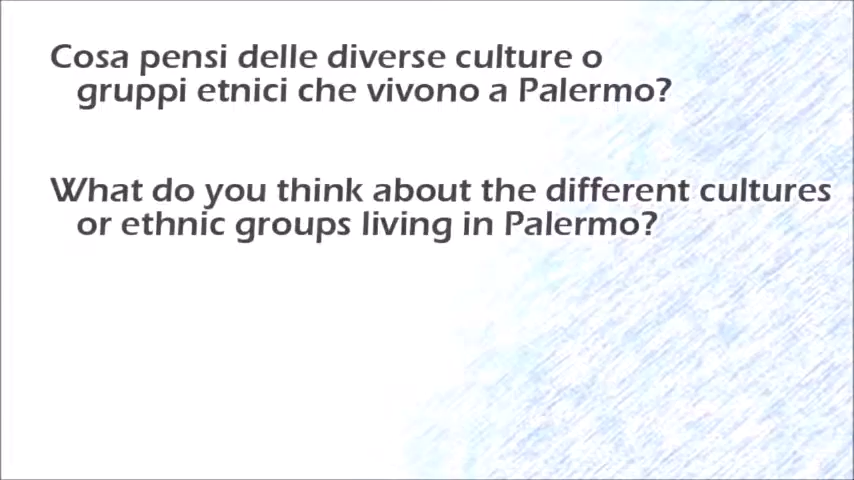 Cosa pensi delle diverse culture o
gruppi etnici che vivono a Palermo?
What do you think about the different cultures
or ethnic groups living in Palermo?